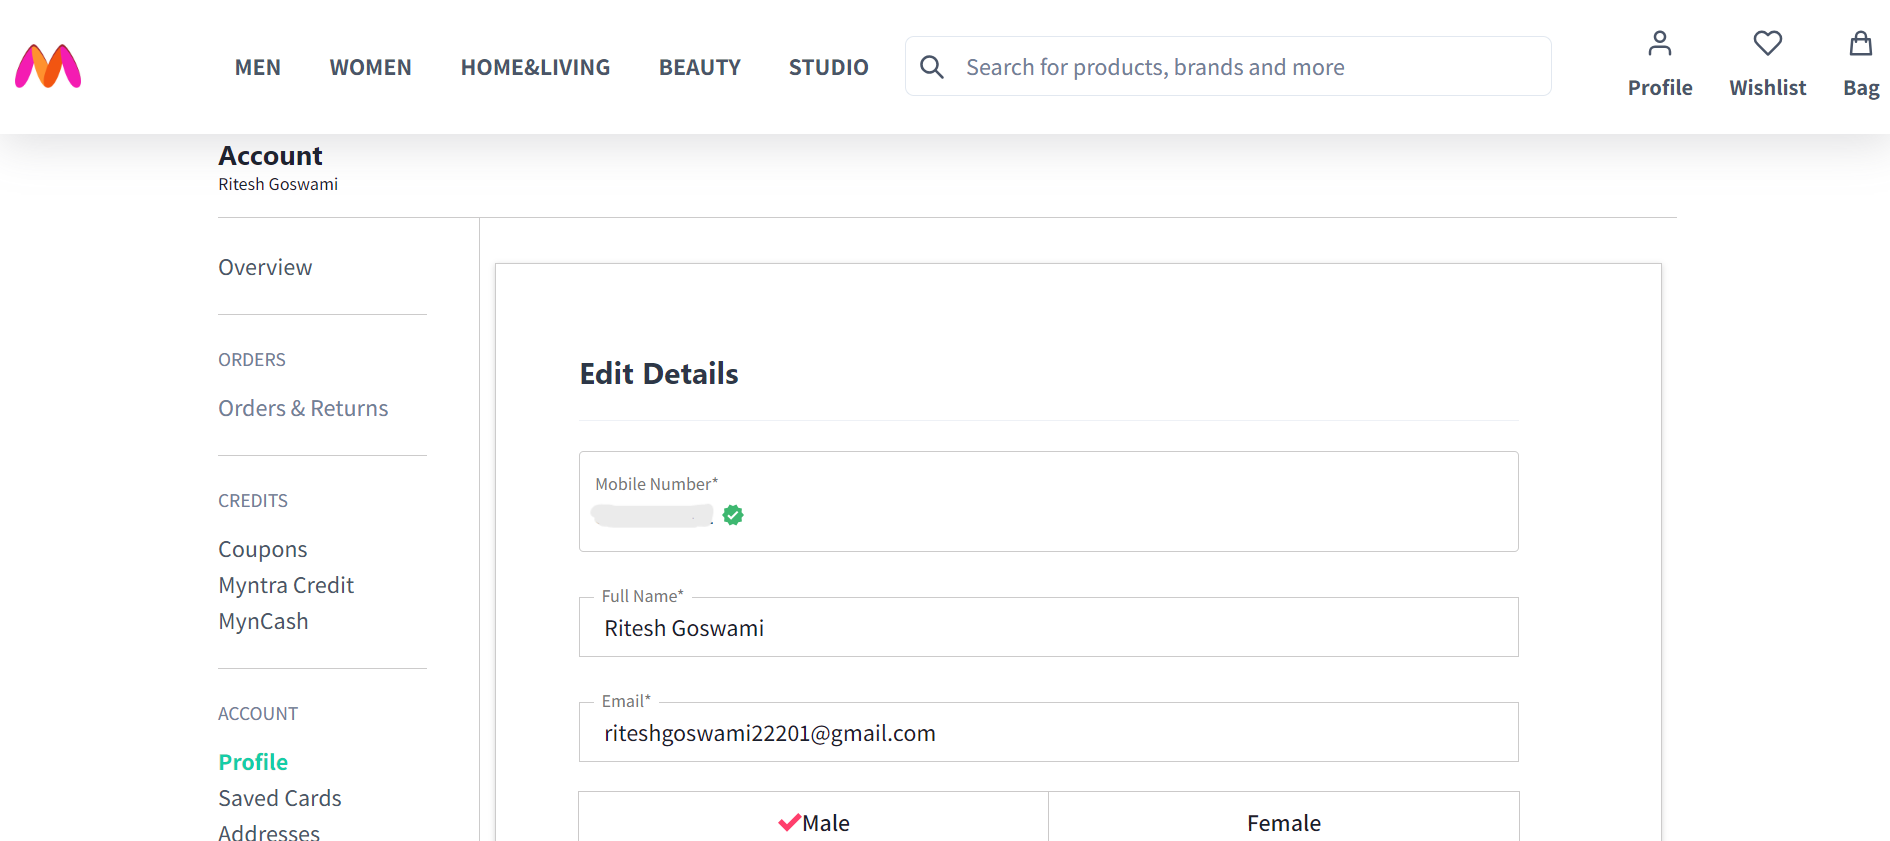 MEN WOMEN HOME&LIVING BEAUTY STUDIO Search for products, brands and more Profile Wishlist Bag
Account
Ritesh Goswami
Overview
ORDERS
Orders & Returns
CREDITS
Coupons
Myntra Credit
MynCash
ACCOUNT
Profile
Saved Cards
Addresses
Edit Details
Mobile Number*
Full Name*
Ritesh Goswami
Email*
riteshgoswami22201@gmail.com
Male Female